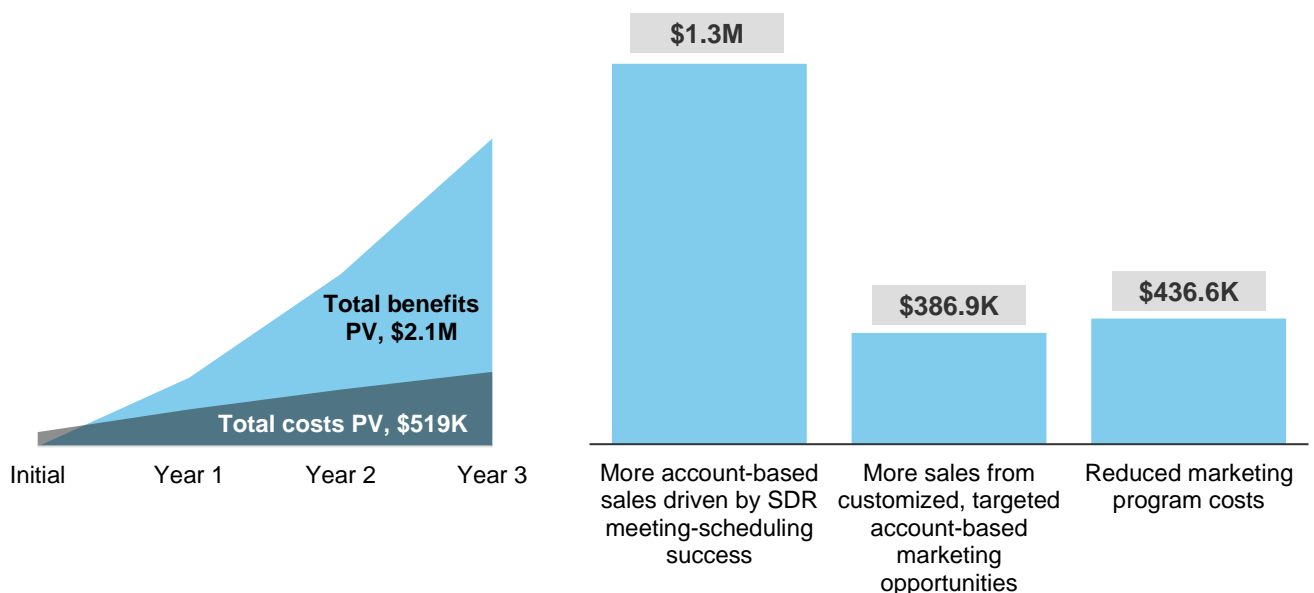 Total benefits
PV, $2.1M
Total costs PV, $519K
Initial
Year 1
Year 2
Year 3
$1.3M
$386.9K
$436.6K
More account-based
sales driven by SDR
meeting-scheduling
success
More sales from
customized, targeted
account-based
marketing
opportunities
Reduced marketing
program costs